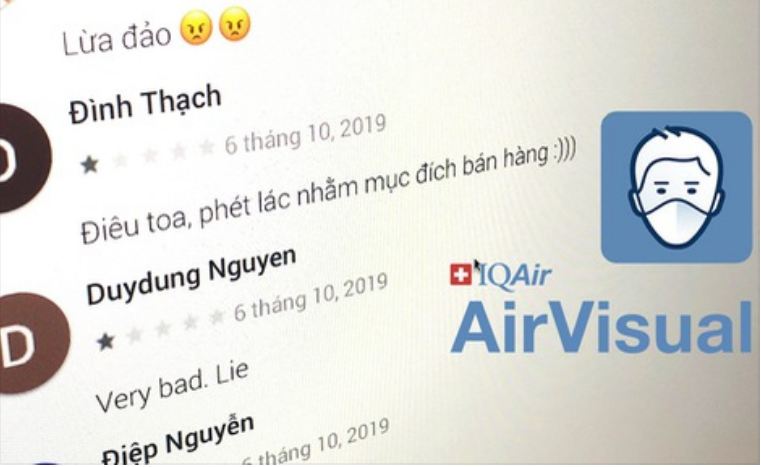 Lừa đảo 😠😠
Đình Thạch
6 tháng 10, 2019
Điêu toa, phét lác nhằm mục đích bán hàng :)))
Duydung Nguyen
6 tháng 10, 2019
D
Very bad. Lie
Điệp Nguyễn
6 tháng 10, 2019
IQAir
AirVisual